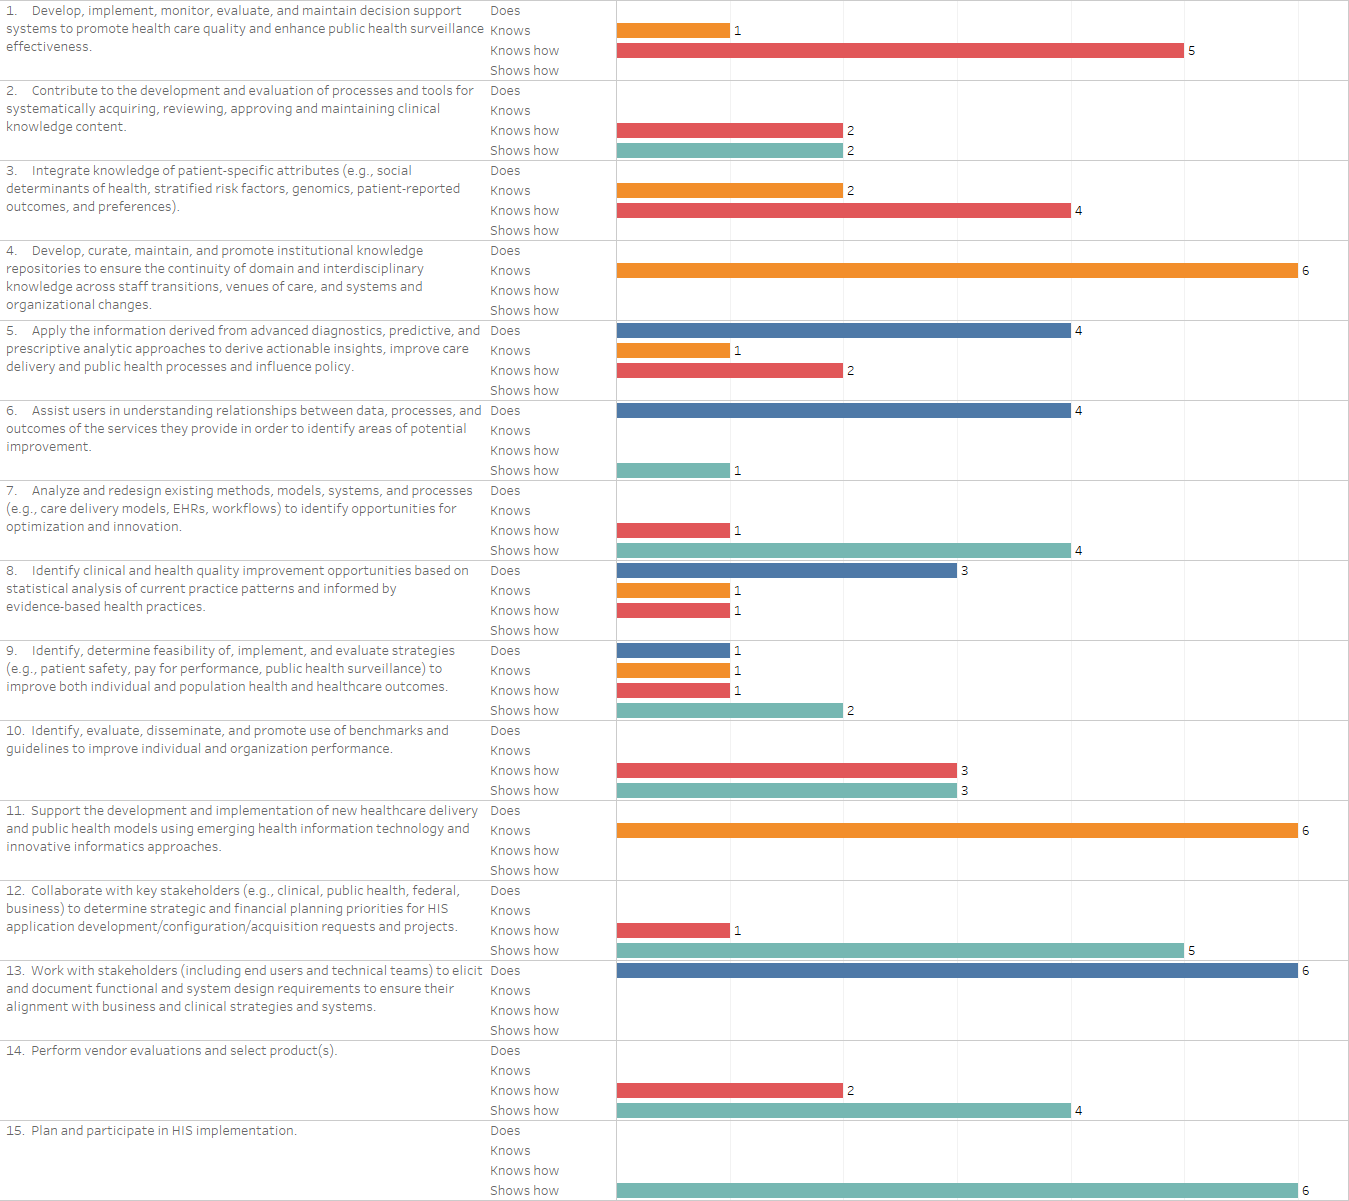 1. Develop, implement, monitor, evaluate, and maintain decision support
systems to promote health care quality and enhance public health surveillance
effectiveness.
Does
Knows 1
Knows how 5
Shows how
2. Contribute to the development and evaluation of processes and tools for
systematically acquiring, reviewing, approving and maintaining clinical
knowledge content.
Does
Knows
Knows how 2
Shows how 2
3. Integrate knowledge of patient-specific attributes (e.g., social
determinants of health, stratified risk factors, genomics, patient-reported
outcomes, and preferences).
Does
Knows 2
Knows how 4
Shows how
4. Develop, curate, maintain, and promote institutional knowledge
repositories to ensure the continuity of domain and interdisciplinary
knowledge across staff transitions, venues of care, and systems and
organizational changes.
Does
Knows 6
Knows how
Shows how
5. Apply the information derived from advanced diagnostics, predictive, and
prescriptive analytic approaches to derive actionable insights, improve care
delivery and public health processes and influence policy.
Does 4
Knows 1
Knows how 2
Shows how
6. Assist users in understanding relationships between data, processes, and
outcomes of the services they provide in order to identify areas of potential
improvement.
Does 4
Knows
Knows how
Shows how 1
7. Analyze and redesign existing methods, models, systems, and processes
(e.g., care delivery models, EHRs, workflows) to identify opportunities for
optimization and innovation.
Does
Knows
Knows how 1
Shows how 4
8. Identify clinical and health quality improvement opportunities based on
statistical analysis of current practice patterns and informed by
evidence-based health practices.
Does 3
Knows 1
Knows how 1
Shows how
9. Identify, determine feasibility of, implement, and evaluate strategies
(e.g., patient safety, pay for performance, public health surveillance) to
improve both individual and population health and healthcare outcomes.
Does 1
Knows 1
Knows how 1
Shows how 2
10. Identify, evaluate, disseminate, and promote use of benchmarks and
guidelines to improve individual and organization performance.
Does
Knows
Knows how 3
Shows how 3
11. Support the development and implementation of new healthcare delivery
and public health models using emerging health information technology and
innovative informatics approaches.
Does
Knows 6
Knows how
Shows how
12. Collaborate with key stakeholders (e.g., clinical, public health, federal,
business) to determine strategic and financial planning priorities for HIS
application development/configuration/acquisition requests and projects.
Does
Knows
Knows how 1
Shows how 5
13. Work with stakeholders (including end users and technical teams) to elicit
and document functional and system design requirements to ensure their
alignment with business and clinical strategies and systems.
Does 6
Knows
Knows how
Shows how
14. Perform vendor evaluations and select product(s).
Does
Knows
Knows how 2
Shows how 4
15. Plan and participate in HIS implementation.
Does
Knows
Knows how
Shows how 6